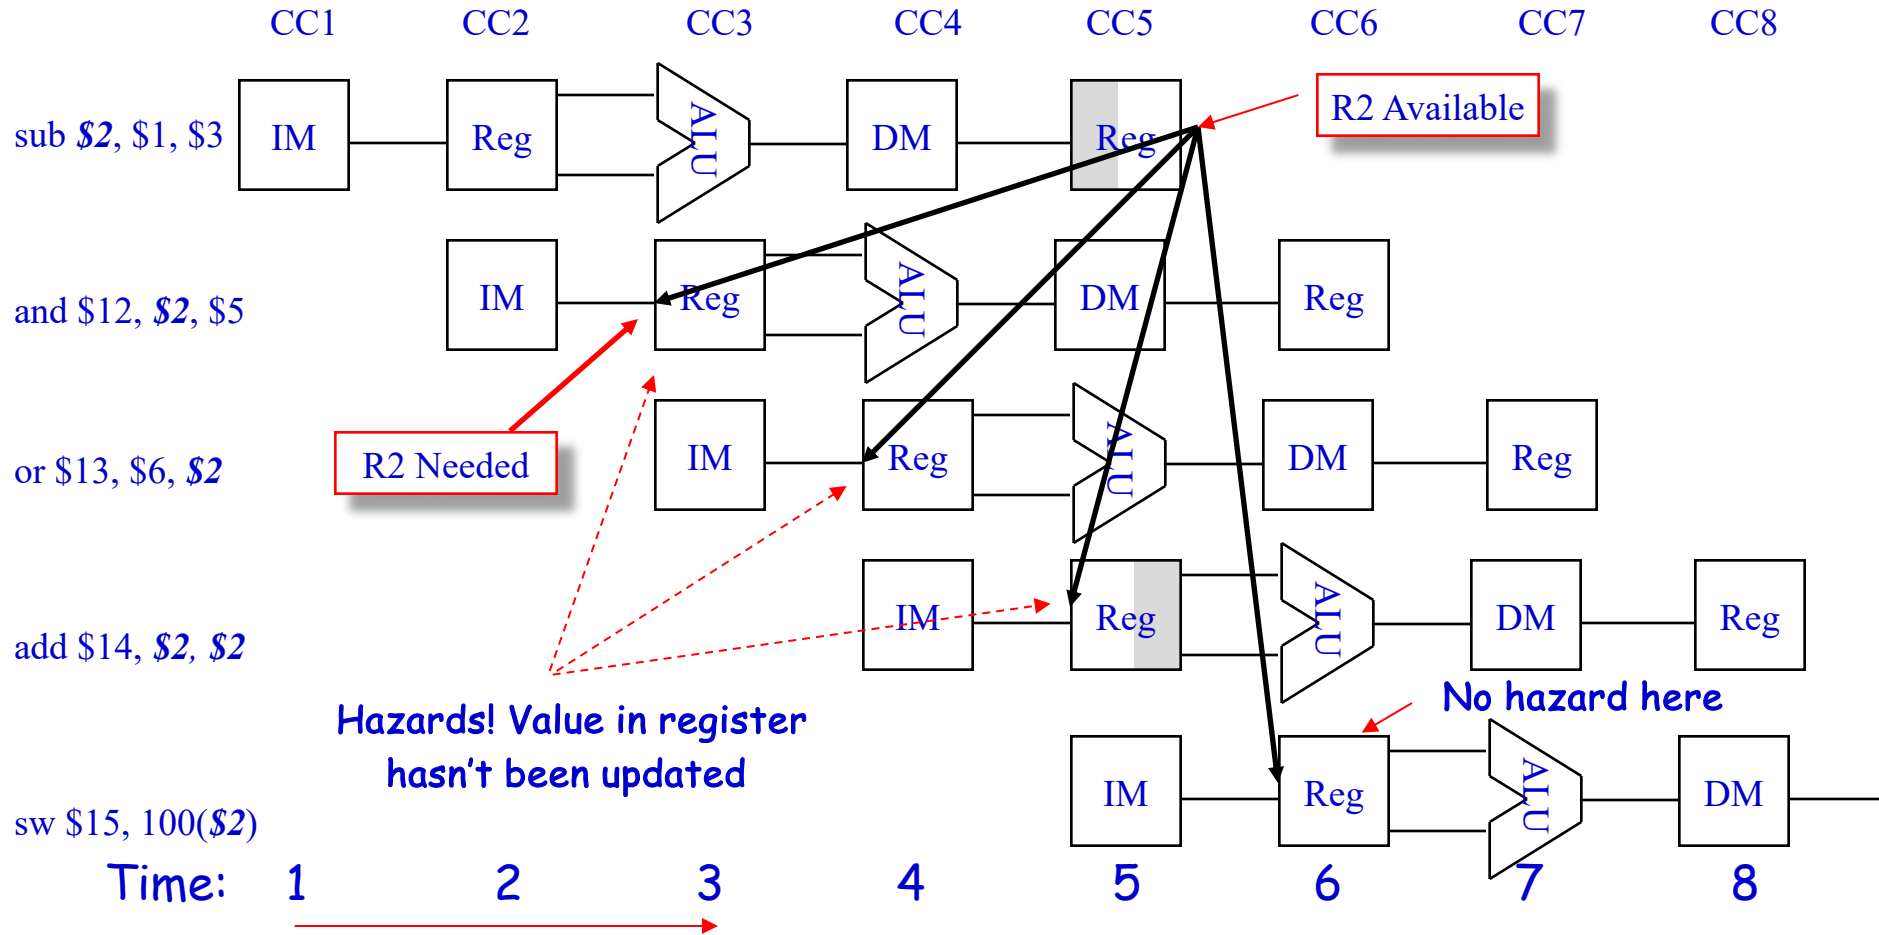 CC1 CC2 CC3 CC4 CC5 CC6 CC7 CC8
R2 Available
sub $2, $1, $3 IM Reg ALU DM Reg
and $12, $2, $5 IM Reg ALU DM Reg
R2 Needed
or $13, $6, $2 IM Reg ALU DM Reg
add $14, $2, $2 IM Reg ALU DM Reg
No hazard here
Hazards! Value in register
hasn't been updated
sw $15, 100($2) IM Reg ALU DM
Time: 1 2 3 4 5 6 7 8